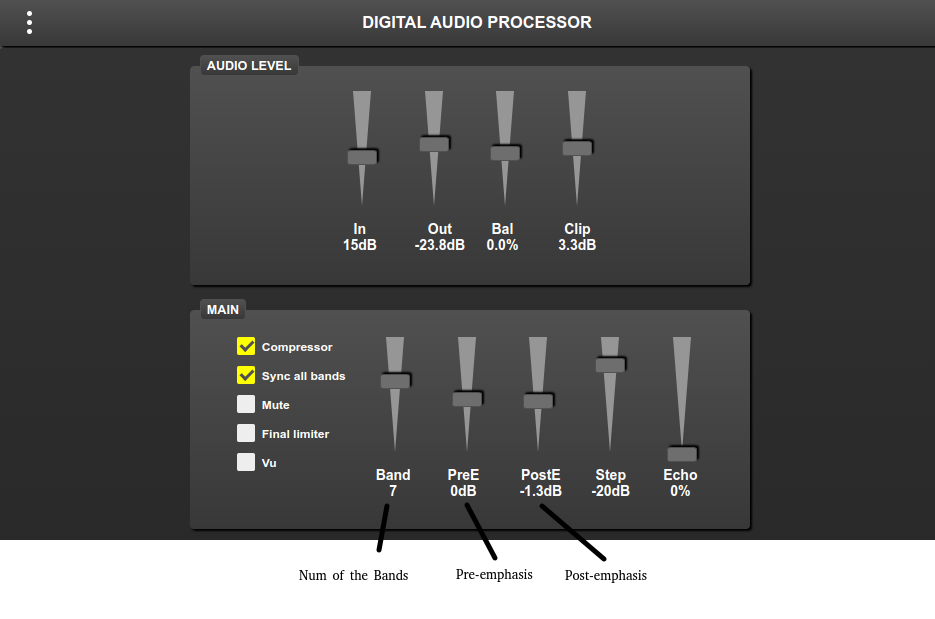 DIGITAL AUDIO PROCESSOR
AUDIO LEVEL
In Out Bal Clip
15dB -23.8dB 0.0% 3.3dB
MAIN
Compressor
Sync all bands
Mute
Final limiter
Vu
Band PreE PostE Step Echo
7 0dB -1.3dB -20dB 0%
Num of the Bands Pre-emphasis Post-emphasis